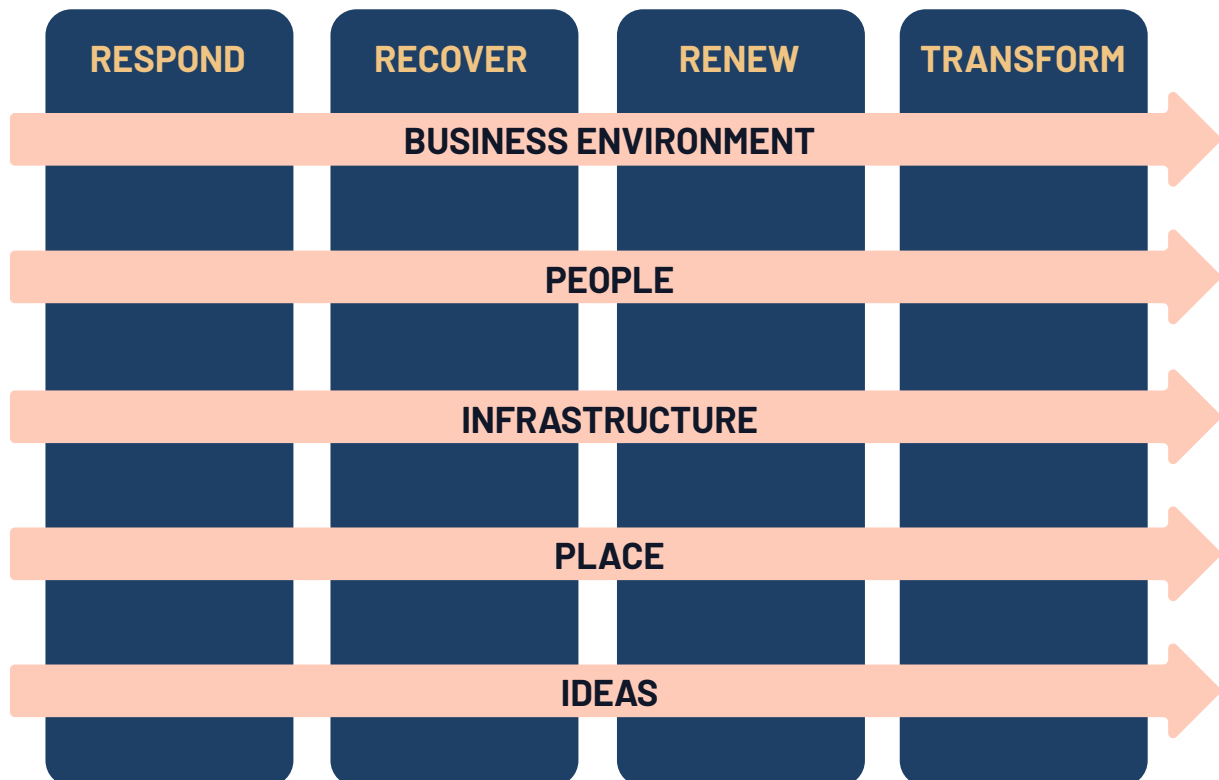 RESPOND RECOVER RENEW TRANSFORM
BUSINESS ENVIRONMENT
PEOPLE
INFRASTRUCTURE
PLACE
IDEAS